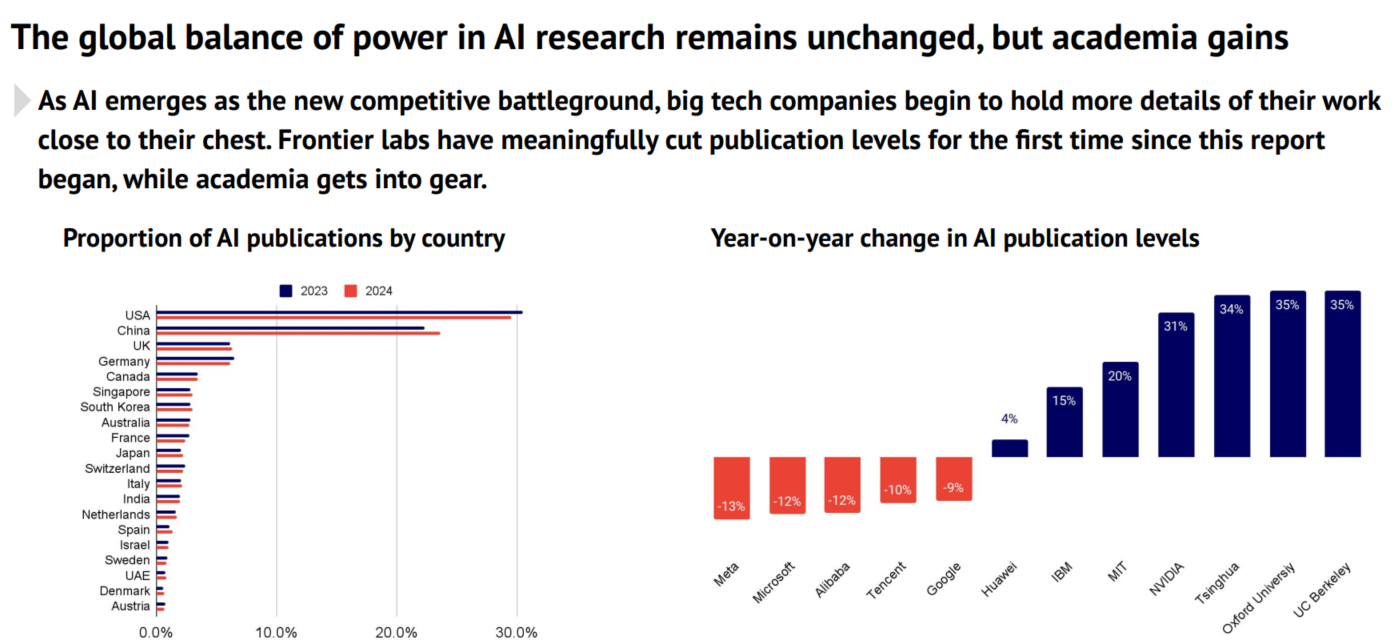 The global balance of power in AI research remains unchanged, but academia gains
As AI emerges as the new competitive battleground, big tech companies begin to hold more details of their work
close to their chest. Frontier labs have meaningfully cut publication levels for the first time since this report
began, while academia gets into gear.
Proportion of AI publications by country
2023 2024
USA
China
UK
Germany
Canada
Singapore
South Korea
Australia
France
Japan
Switzerland
Italy
India
Netherlands
Spain
Israel
Sweden
UAE
Denmark
Austria
0.0% 10.0% 20.0% 30.0%
Year-on-year change in AI publication levels
-13% -12% -12% -10% -9% 4% 15% 20% 31% 34% 35% 35%
Meta
Microsoft
Alibaba
Tencent
Google
Huawei
IBM
MIT
NVIDIA
Tsinghua
Oxford Universiy
UC Berkeley